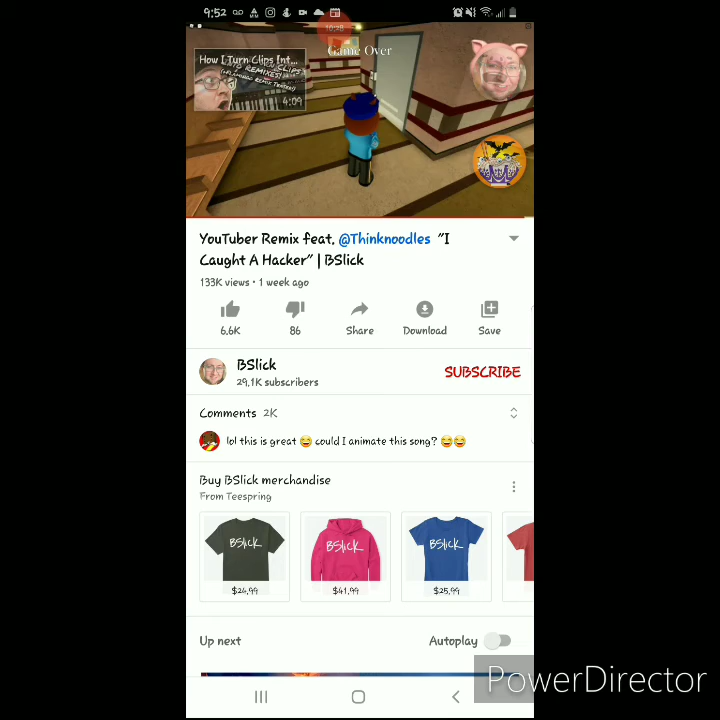 9:52
10:28
Game Over
How I Turn Clips Int...
4:09
YouTuber Remix feat. @Thinknoodles "I
Caught A Hacker" | BSlick
133K views • 1 week ago
6.6K
86
Share
Download
Save
BSlick
29.1K subscribers
SUBSCRIBE
Comments 2K
lol this is great 😂 could I animate this song? 😂😂
Buy BSlick merchandise
From Teespring
BSlick
BSlick
BSlick
$24.99
$41.99
$25.99
Up next
Autoplay
PowerDirector